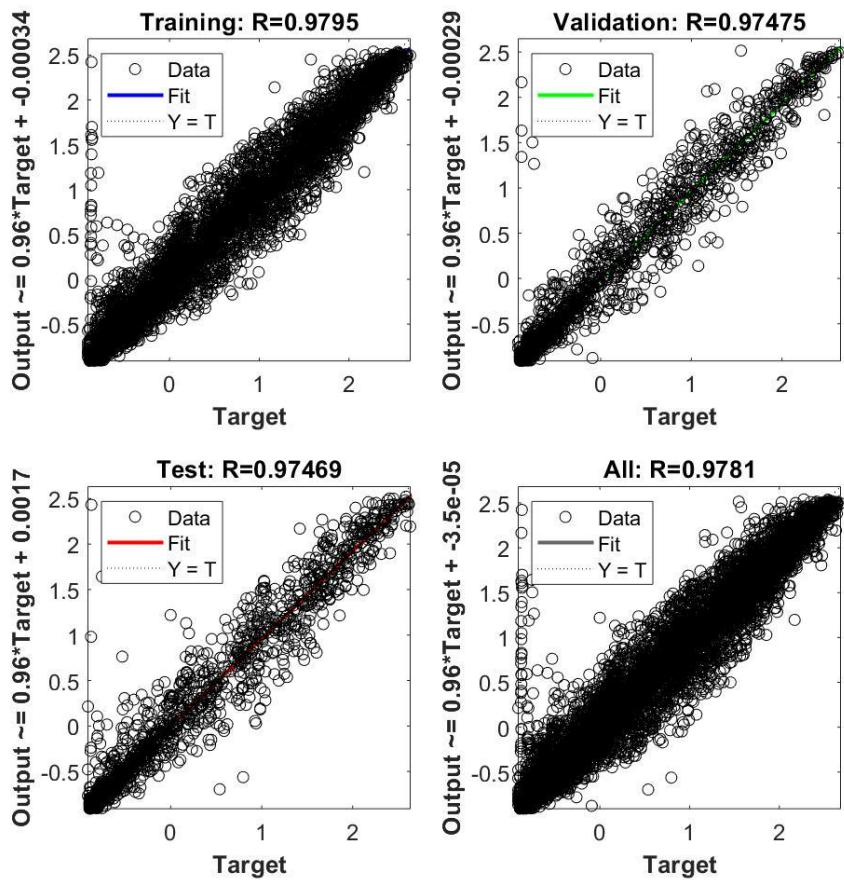 Training: R=0.9795
Output ~= 0.96*Target + -0.00034
2.5
2
1.5
1
0.5
0
-0.5
Data
Fit
Y = T
0
1
2
Target
Validation: R=0.97475
Output ~= 0.96*Target + -0.00029
2.5
2
1.5
1
0.5
0
-0.5
Data
Fit
Y = T
0
1
2
Target
Test: R=0.97469
Output ~= 0.96*Target + 0.0017
2.5
2
1.5
1
0.5
0
-0.5
Data
Fit
Y = T
0
1
2
Target
All: R=0.9781
Output ~= 0.96*Target + -3.5e-05
2.5
2
1.5
1
0.5
0
-0.5
Data
Fit
Y = T
0
1
2
Target